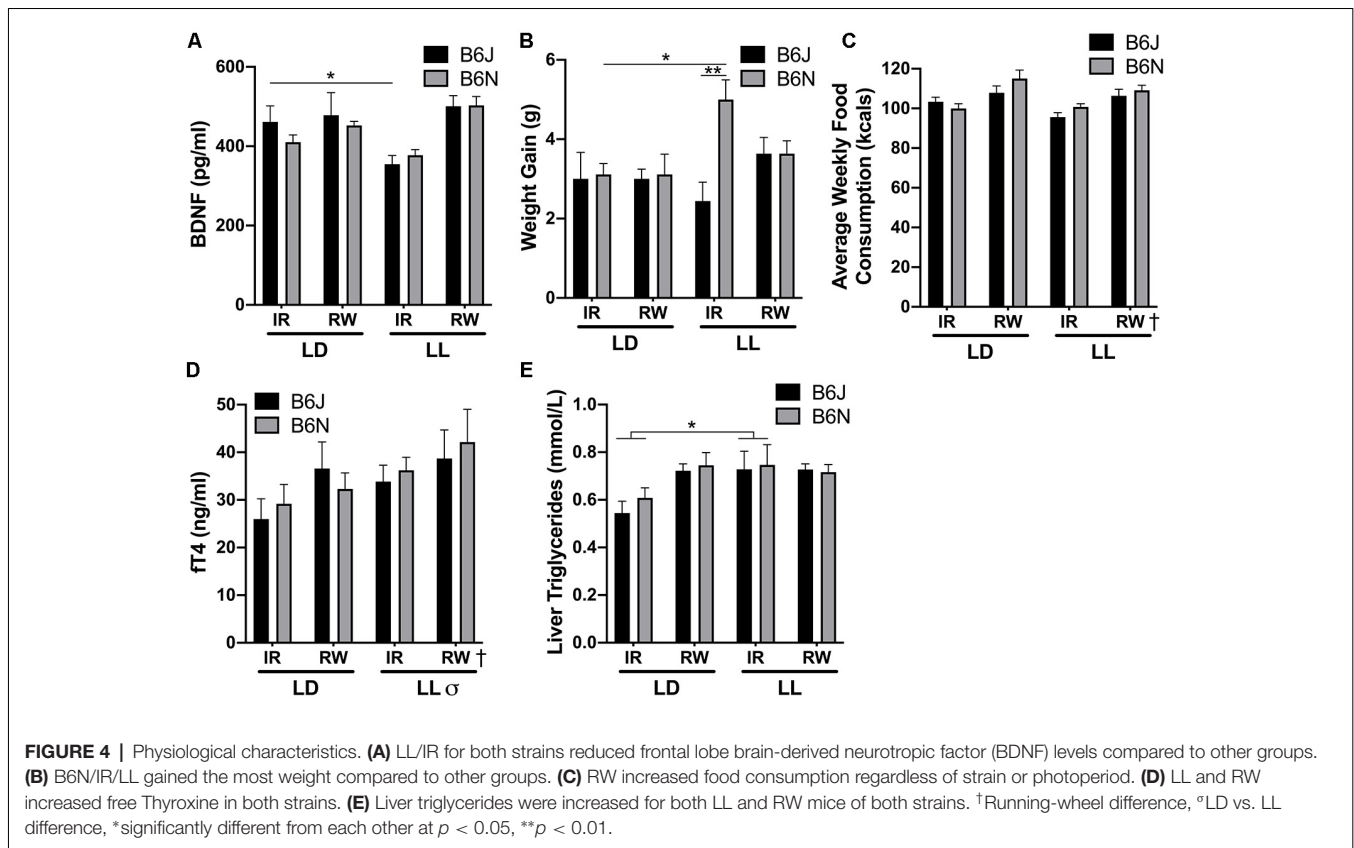 A
B6J
B6N
600
400
200
0
BDNF (pg/ml)
*
IR
RW
IR
RW
LD
LL
B
B6J
B6N
6
4
2
0
Weight Gain (g)
*
**
IR
RW
IR
RW
LD
LL
C
B6J
B6N
120
100
80
60
40
20
0
Average Weekly Food
Consumption (kcals)
IR
RW
IR
RW †
LD
LL
D
B6J
B6N
50
40
30
20
10
0
fT4 (ng/ml)
IR
RW
IR
RW †
LD
LL σ
E
B6J
B6N
1.0
0.8
0.6
0.4
0.2
0.0
Liver Triglycerides (mmol/L)
*
IR
RW
IR
RW
LD
LL
FIGURE 4 | Physiological characteristics. (A) LL/IR for both strains reduced frontal lobe brain-derived neurotropic factor (BDNF) levels compared to other groups.
(B) B6N/IR/LL gained the most weight compared to other groups. (C) RW increased food consumption regardless of strain or photoperiod. (D) LL and RW
increased free Thyroxine in both strains. (E) Liver triglycerides were increased for both LL and RW mice of both strains. †Running-wheel difference, σLD vs. LL
difference, *significantly different from each other at p < 0.05, **p < 0.01.